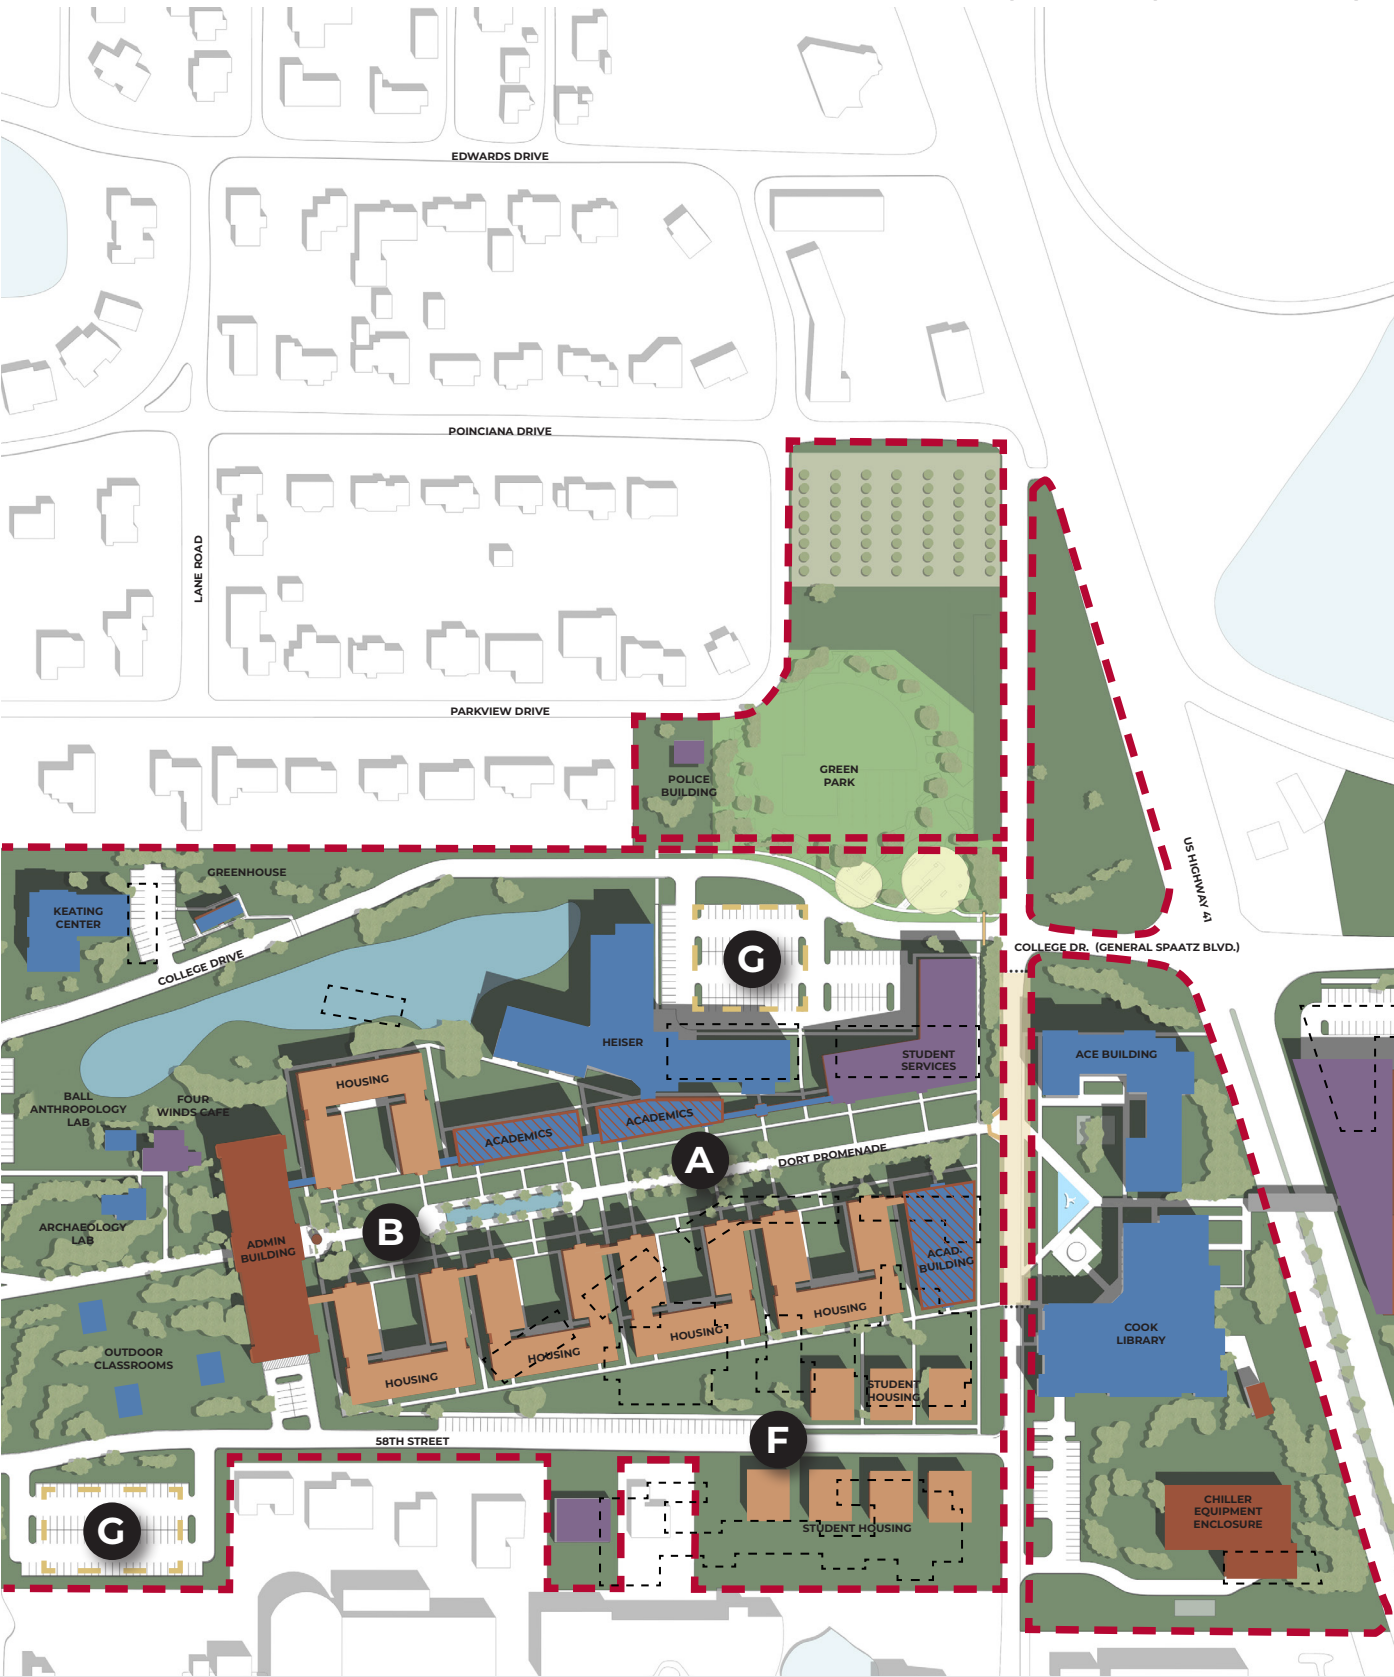 EDWARDS DRIVE
POINCIANA DRIVE
LANE ROAD
PARKVIEW DRIVE
POLICE
BUILDING
GREEN
PARK
US HIGHWAY 41
GREENHOUSE
KEATING
CENTER
COLLEGE DRIVE
G
COLLEGE DR. (GENERAL SPAATZ BLVD.)
HEISER
STUDENT
SERVICES
ACE BUILDING
HOUSING
BALL
ANTHROPOLOGY
LAB
FOUR
WINDS CAFE
ACADEMICS
ACADEMICS
A
DORT PROMENADE
B
ARCHAEOLOGY
LAB
ADMIN
BUILDING
ACAD.
BUILDING
HOUSING
HOUSING
HOUSING
HOUSING
COOK
LIBRARY
OUTDOOR
CLASSROOMS
STUDENT
HOUSING
58TH STREET
F
G
STUDENT HOUSING
CHILLER
EQUIPMENT
ENCLOSURE